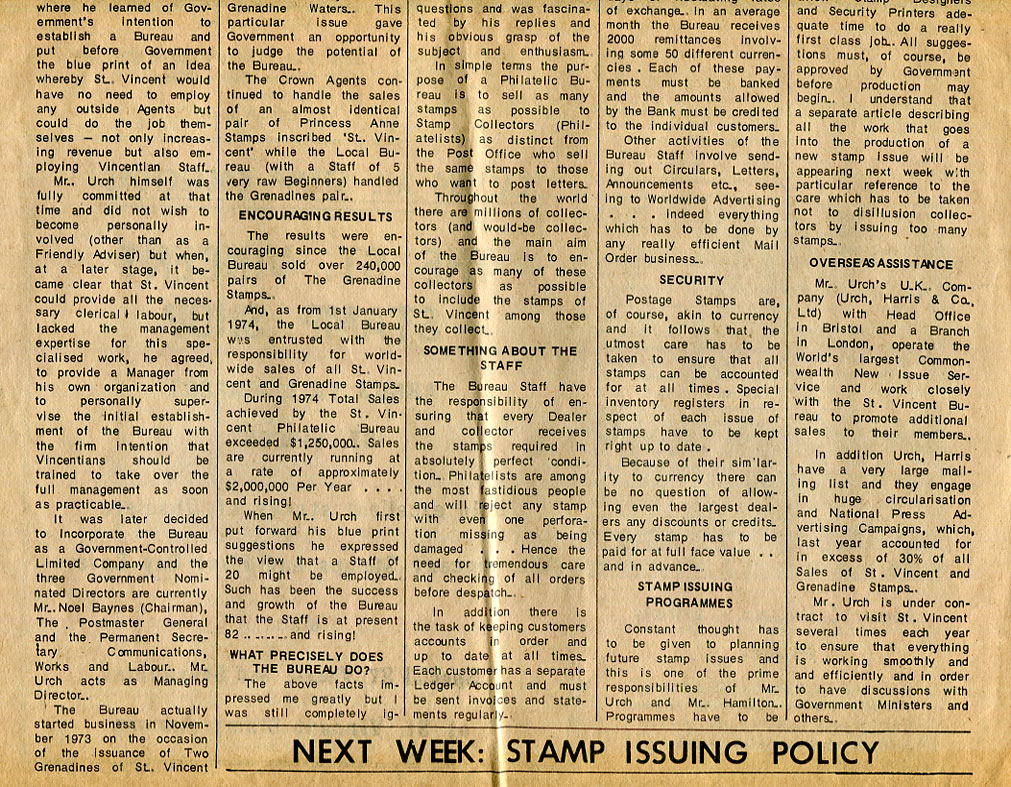 where he learned of Gov-
ernment's intention to
establish a Bureau and
put before Government
the blue print of an idea
whereby St. Vincent would
have no need to employ
any outside Agents but
could do the job them-
selves — not only increas-
ing revenue but also em-
ploying Vincentian Staff.
Mr. Urch himself was
fully committed at that
time and did not wish to
become personally in-
volved (other than as a
Friendly Adviser) but when,
at a later stage, it be-
came clear that St. Vincent
could provide all the neces-
sary clerical labour, but
lacked the management
expertise for this spe-
cialised work, he agreed,
to provide a Manager from
his own organization and
to personally super-
vise the initial establish-
ment of the Bureau with
the firm intention that
Vincentians should be
trained to take over the
full management as soon
as practicable.
It was later decided
to Incorporate the Bureau
as a Government-Controlled
Limited Company and the
three Government Nomi-
nated Directors are currently
Mr. Noel Baynes (Chairman),
The Postmaster General
and the Permanent Secre-
tary Communications,
Works and Labour. Mr.
Urch acts as Managing
Director.
The Bureau actually
started business in Novem-
ber 1973 on the occasion
of the issuance of Two
Grenadines of St. Vincent
Grenadine Waters. This
particular issue gave
Government an opportunity
to judge the potential of
the Bureau.
The Crown Agents con-
tinued to handle the sales
of an almost identical
pair of Princess Anne
Stamps inscribed 'St. Vin-
cent' while the Local Bu-
reau (with a Staff of 5
very raw Beginners) handled
the Grenadines pair.
ENCOURAGING RESULTS
The results were en-
couraging since the Local
Bureau sold over 240,000
pairs of The Grenadine
Stamps.
And, as from 1st January
1974, the Local Bureau
was entrusted with the
responsibility for world-
wide sales of all St. Vin-
cent and Grenadine Stamps.
During 1974 Total Sales
achieved by the St. Vin-
cent Philatelic Bureau
exceeded $1,250,000. Sales
are currently running at
a rate of approximately
$2,000,000 Per Year . . . .
and rising!
When Mr. Urch first
put forward his blue print
suggestions he expressed
the view that a Staff of
20 might be employed.
Such has been the success
and growth of the Bureau
that the Staff is at present
82 ........ and rising!
WHAT PRECISELY DOES
THE BUREAU DO?
The above facts im-
pressed me greatly but I
was still completely ig-
questions and was fascina-
ted by his replies and
his obvious grasp of the
subject and enthusiasm.
In simple terms the pur-
pose of a Philatelic Bu-
reau is to sell as many
stamps as possible to
Stamp Collectors (Phil-
atelists) as distinct from
the Post Office who sell
the same stamps to those
who want to post letters.
Throughout the world
there are millions of collec-
tors (and would-be collec-
tors) and the main aim
of the Bureau is to en-
courage as many of these
collectors as possible
to include the stamps of
St. Vincent among those
they collect.
SOMETHING ABOUT THE
STAFF
The Bureau Staff have
the responsibility of en-
suring that every Dealer
and collector receives
the stamps required in
absolutely perfect condi-
tion. Philatelists are among
the most fastidious people
and will reject any stamp
with even one perfora-
tion missing as being
damaged . . . Hence the
need for tremendous care
and checking of all orders
before despatch.
In addition there is
the task of keeping customers
accounts in order and
up to date at all times.
Each customer has a separate
Ledger Account and must
be sent invoices and state-
ments regularly.
of exchange. In an average
month the Bureau receives
2000 remittances involv-
ing some 50 different curren-
cies. Each of these pay-
ments must be banked
and the amounts allowed
by the Bank must be credited
to the individual customers.
Other activities of the
Bureau Staff involve send-
ing out Circulars, Letters,
Announcements etc., see-
ing to Worldwide Advertising
. . . indeed everything
which has to be done by
any really efficient Mail
Order business.
SECURITY
Postage Stamps are,
of course, akin to currency
and it follows that the
utmost care has to be
taken to ensure that all
stamps can be accounted
for at all times. Special
inventory registers in re-
spect of each issue of
stamps have to be kept
right up to date.
Because of their similar-
ity to currency there can
be no question of allow-
ing even the largest deal-
ers any discounts or credits.
Every stamp has to be
paid for at full face value . .
and in advance.
STAMP ISSUING
PROGRAMMES
Constant thought has
to be given to planning
future stamp issues and
this is one of the prime
responsibilities of Mr.
Urch and Mr. Hamilton.
Programmes have to be
and Security Printers ade-
quate time to do a really
first class job. All sugges-
tions must, of course, be
approved by Government
before production may
begin. I understand that
a separate article describing
all the work that goes
into the production of a
new stamp issue will be
appearing next week with
particular reference to the
care which has to be taken
not to disillusion collec-
tors by issuing too many
stamps.
OVERSEAS ASSISTANCE
Mr. Urch's U.K. Com-
pany (Urch, Harris & Co.,
Ltd) with Head Office
in Bristol and a Branch
in London, operate the
World's largest Common-
wealth New Issue Ser-
vice and work closely
with the St. Vincent Bu-
reau to promote additional
sales to their members.
In addition Urch, Harris
have a very large mail-
ing list and they engage
in huge circularisation
and National Press Ad-
vertising Campaigns, which,
last year accounted for
in excess of 30% of all
Sales of St. Vincent and
Grenadine Stamps.
Mr. Urch is under con-
tract to visit St. Vincent
several times each year
to ensure that everything
is working smoothly and
and efficiently and in order
to have discussions with
Government Ministers and
others.
NEXT WEEK: STAMP ISSUING POLICY